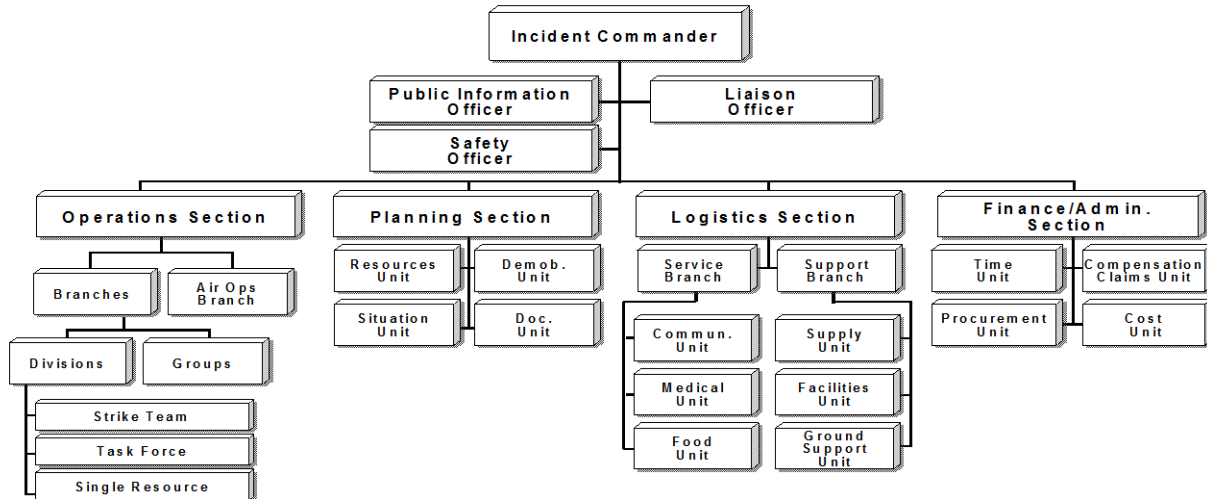 Incident Commander
Public Information
Officer
Liaison
Officer
Safety
Officer
Operations Section
Planning Section
Logistics Section
Finance/Admin.
Section
Branches
Air Ops
Branch
Resources
Unit
Demob.
Unit
Service
Branch
Support
Branch
Time
Unit
Compensation
Claims Unit
Situation
Unit
Doc.
Unit
Procurement
Unit
Cost
Unit
Divisions
Groups
Commun.
Unit
Supply
Unit
Strike Team
Task Force
Single Resource
Medical
Unit
Facilities
Unit
Food
Unit
Ground
Support
Unit